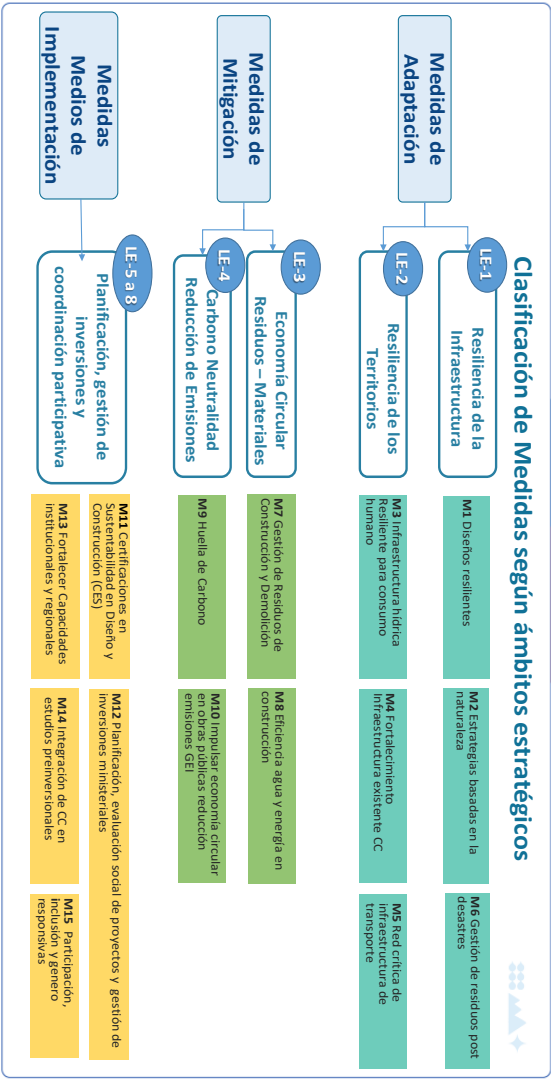 Clasificación de Medidas según ámbitos estratégicos
Medidas de
Adaptación
LE-1
Resiliencia de la
Infraestructura
M1 Diseños resilientes
M2 Estrategias basadas en la
naturaleza
M6 Gestión de residuos post
desastres
LE-2
Resiliencia de los
Territorios
M3 Infraestructura hídrica
Resiliente para consumo
humano
M4 Fortalecimiento
infraestructura existente CC
M5 Red crítica de
infraestructura de
transporte
Medidas de
Mitigación
LE-3
Economía Circular
Residuos – Materiales
M7 Gestión de Residuos de
Construcción y Demolición
M8 Eficiencia agua y energía en
construcción
LE-4
Carbono Neutralidad
Reducción de Emisiones
M9 Huella de Carbono
M10 Impulsar economía circular
en obras públicas reducción
emisiones GEI
Medidas
Medios de
Implementación
LE-5 a 8
Planificación, gestión de
inversiones y
coordinación participativa
M11 Certificaciones en
Sustentabilidad en Diseño y
Construcción (CES)
M12 Planificación, evaluación social de proyectos y gestión de
inversiones ministeriales
M13 Fortalecer Capacidades
institucionales y regionales
M14 Integración de CC en
estudios preinversionales
M15 Participación,
inclusión y genero
responsivas